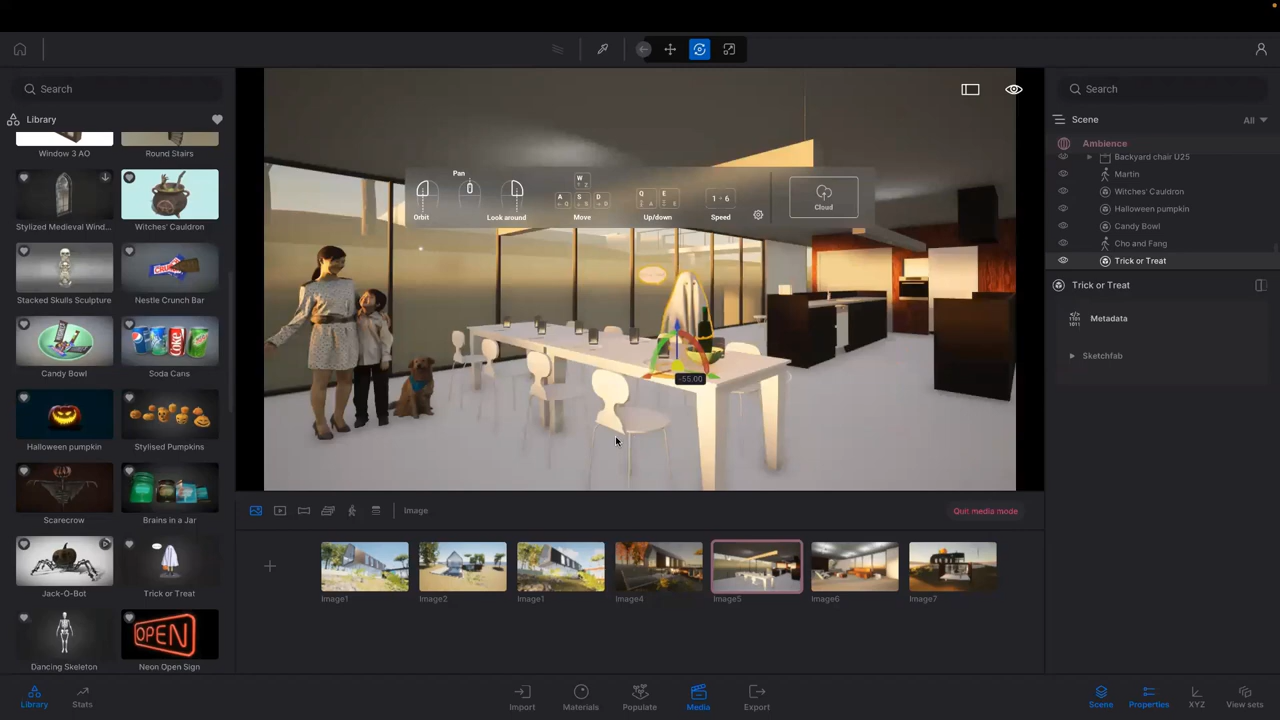 Search
Search
Library
Scene
All
Ambience
Window 3 AO
Round Stairs
Backyard chair U25
Martin
Witches' Cauldron
Halloween pumpkin
Candy Bowl
Cho and Fang
Trick or Treat
Trick or Treat
Metadata
Sketchfab
Pan
Orbit
Look around
W
A
S
D
Move
Q
E
Up/down
1 - 6
Speed
Cloud
-55.00
Stylized Medieval Wind...
Witches' Cauldron
Stacked Skulls Sculpture
Nestle Crunch Bar
Candy Bowl
Soda Cans
Halloween pumpkin
Stylised Pumpkins
Scarecrow
Brains in a Jar
Jack-O-Bot
Trick or Treat
OPEN
Dancing Skeleton
Neon Open Sign
Image
Quit media mode
Image1
Image2
Image1
Image4
Image5
Image6
Image7
Library
Stats
Import
Materials
Populate
Media
Export
Scene
Properties
XYZ
View sets